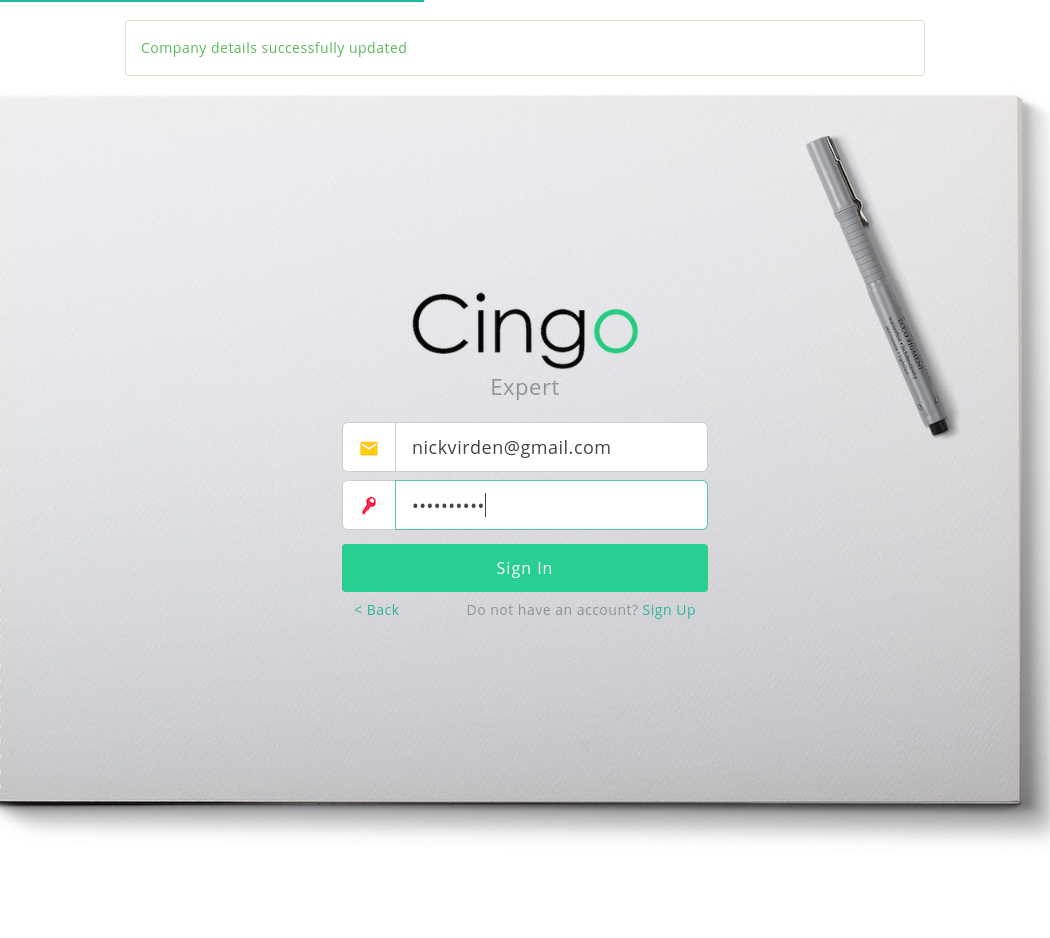 Company details successfully updated
Cingo
Expert
nickvirden@gmail.com
••••••••••
Sign In
< Back
Do not have an account? Sign Up